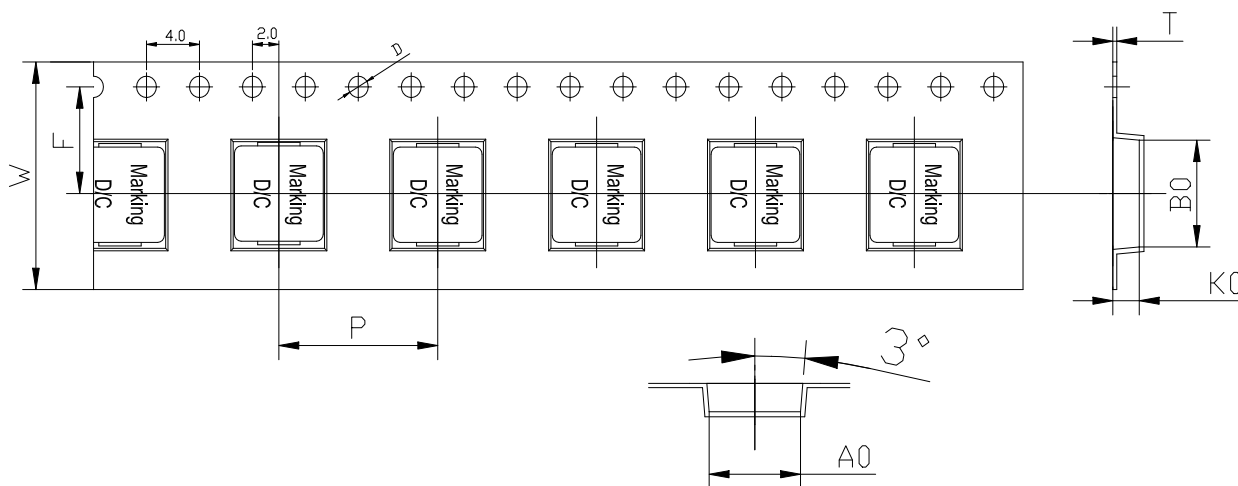 4.0
2.0
D
T
F
W
Marking
D/C
Marking
D/C
Marking
D/C
Marking
D/C
Marking
D/C
Marking
D/C
B0
K0
P
3°
A0